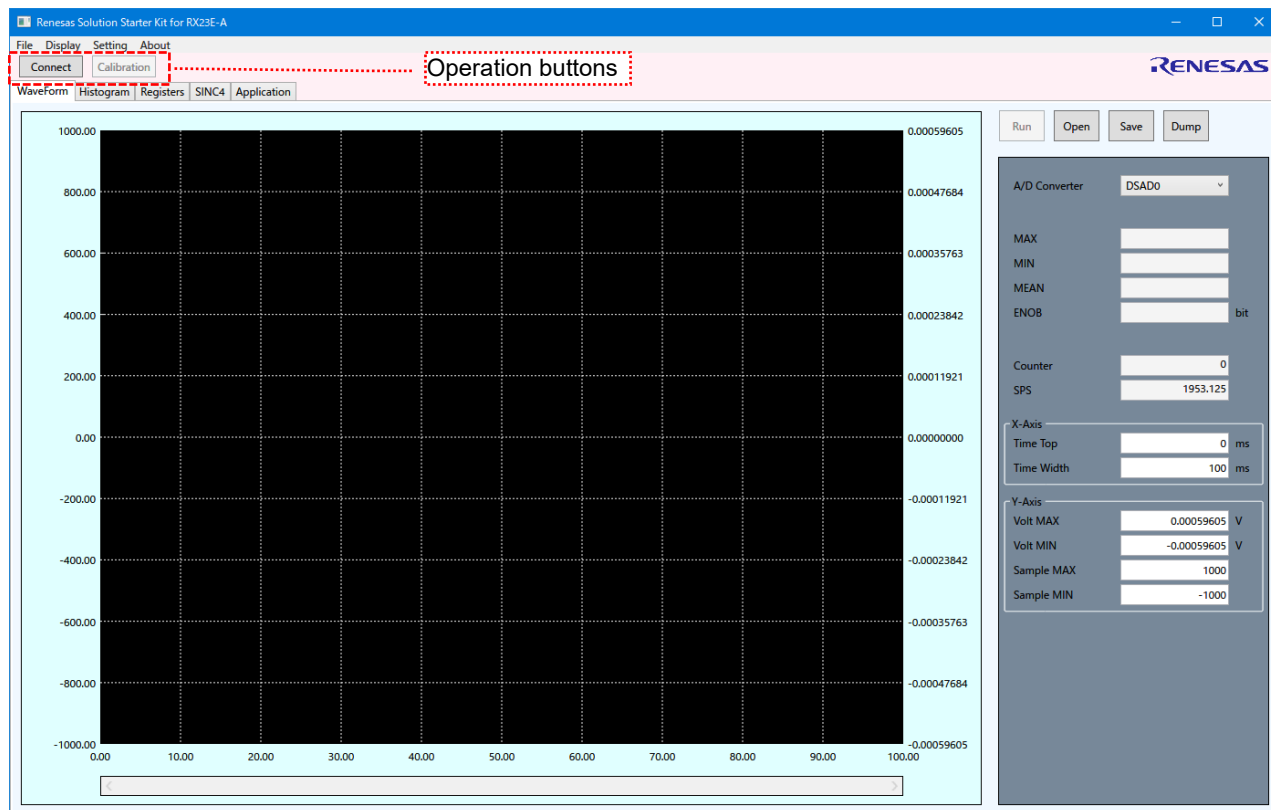 Renesas Solution Starter Kit for RX23E-A
File Display Setting About
Connect Calibration Operation buttons RENESAS
WaveForm Histogram Registers SINC4 Application
Run Open Save Dump
1000.00 0.00059605
A/D Converter DSAD0
800.00 0.00047684
MAX
600.00 0.00035763
MIN
MEAN
400.00 0.00023842
ENOB bit
Counter 0
200.00 0.00011921
SPS 1953.125
X-Axis
0.00 0.00000000
Time Top 0 ms
Time Width 100 ms
-200.00 -0.00011921
Y-Axis
Volt MAX 0.00059605 V
Volt MIN -0.00059605 V
-400.00 -0.00023842
Sample MAX 1000
Sample MIN -1000
-600.00 -0.00035763
-800.00 -0.00047684
-1000.00 -0.00059605
0.00 10.00 20.00 30.00 40.00 50.00 60.00 70.00 80.00 90.00 100.00